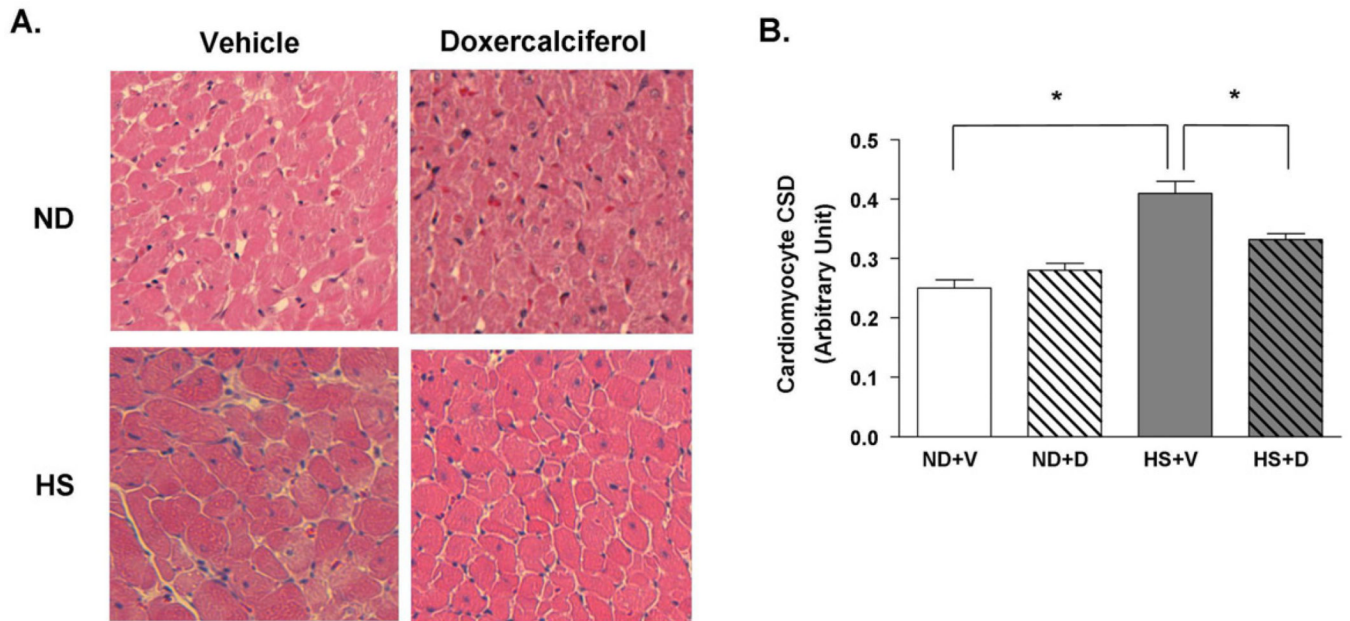 A.
Vehicle
Doxercalciferol
ND
HS
B.
*
*
Cardiomyocyte CSD
(Arbitrary Unit)
0.5
0.4
0.3
0.2
0.1
0.0
ND+V
ND+D
HS+V
HS+D